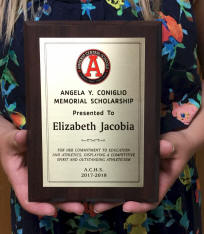 A
ANGELA Y. CONIGLIO
MEMORIAL SCHOLARSHIP
Presented To
Elizabeth Jacobia
FOR HER COMMITMENT TO EDUCATION
AND ATHLETICS, DISPLAYING A COMPETITIVE
SPIRIT AND OUTSTANDING ATHLETICISM
A.C.H.S.
2017-2018